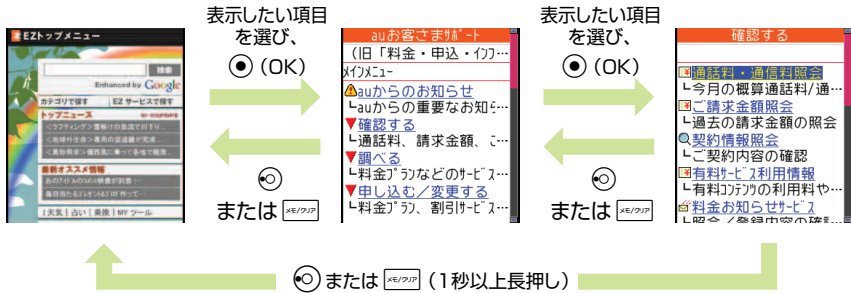 表示したい項目
を選び、
(OK)
または メモ/クリア
表示したい項目
を選び、
(OK)
または メモ/クリア
EZトップメニュー
検索
Enhanced by Google
カテゴリで探す EZサービスで探す
トップニュース
最新オススメ情報
天気|占い|乗換|MYツール
auお客さまサポート
(旧「料金・申込・インフ…
メインメニュー
auからのお知らせ
└auからの重要なお知ら…
▼確認する
└通話料、請求金額、ご…
▼調べる
└料金プランなどのサービス…
▼申し込む/変更する
└料金プラン、割引サービス…
確認する
通話料・通信料照会
└今月の概算通話料/通…
ご請求金額照会
└過去の請求金額の照会
契約情報照会
└ご契約内容の確認
有料サービス利用情報
└有料コンテンツの利用料や…
料金お知らせサービス
└照会/登録内容の確認…
または メモ/クリア (1秒以上長押し)